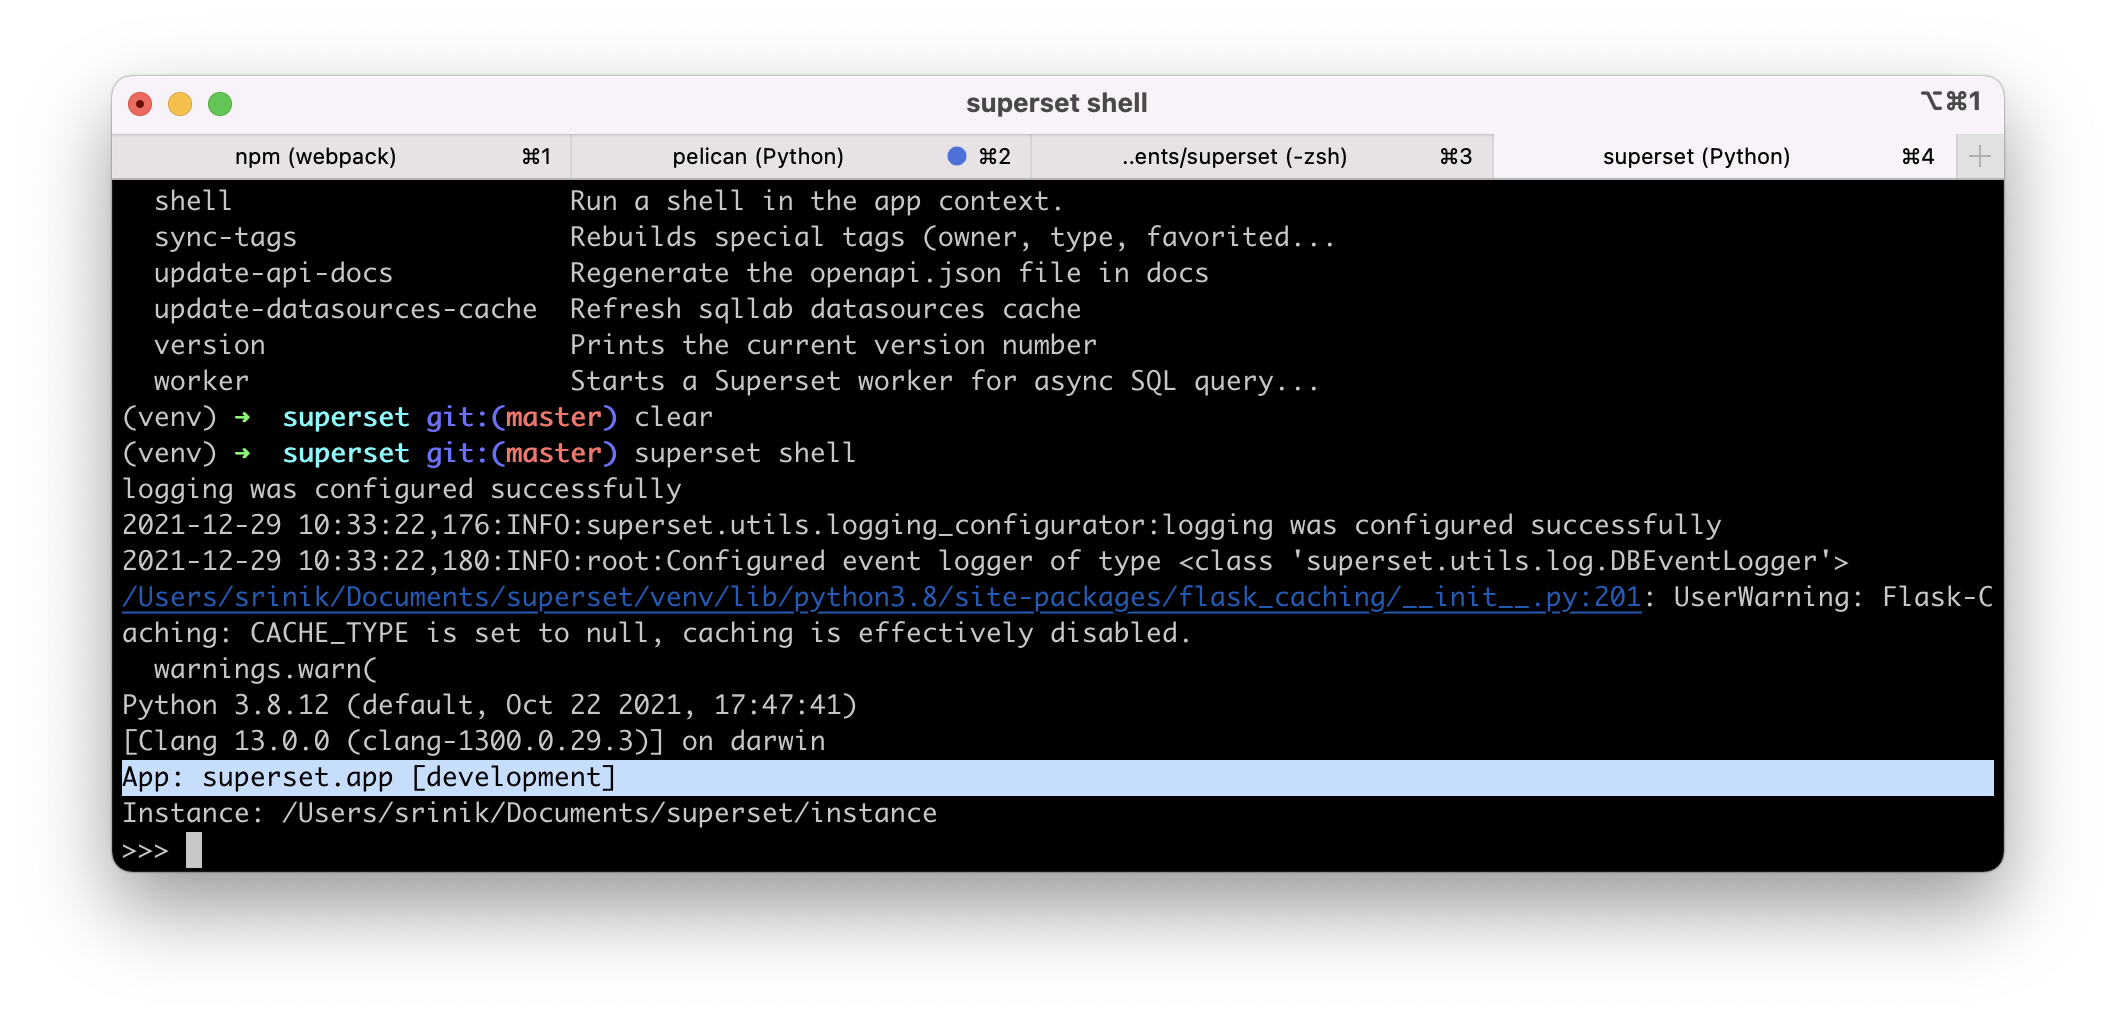 superset shell
⌥⌘1
npm (webpack) ⌘1
pelican (Python) ⌘2
..ents/superset (-zsh) ⌘3
superset (Python) ⌘4
shell Run a shell in the app context.
sync-tags Rebuilds special tags (owner, type, favorited...
update-api-docs Regenerate the openapi.json file in docs
update-datasources-cache Refresh sqllab datasources cache
version Prints the current version number
worker Starts a Superset worker for async SQL query...
(venv) ➜ superset git:(master) clear
(venv) ➜ superset git:(master) superset shell
logging was configured successfully
2021-12-29 10:33:22,176:INFO:superset.utils.logging_configurator:logging was configured successfully
2021-12-29 10:33:22,180:INFO:root:Configured event logger of type <class 'superset.utils.log.DBEventLogger'>
/Users/srinik/Documents/superset/venv/lib/python3.8/site-packages/flask_caching/__init__.py:201: UserWarning: Flask-C
aching: CACHE_TYPE is set to null, caching is effectively disabled.
warnings.warn(
Python 3.8.12 (default, Oct 22 2021, 17:47:41)
[Clang 13.0.0 (clang-1300.0.29.3)] on darwin
App: superset.app [development]
Instance: /Users/srinik/Documents/superset/instance
>>>